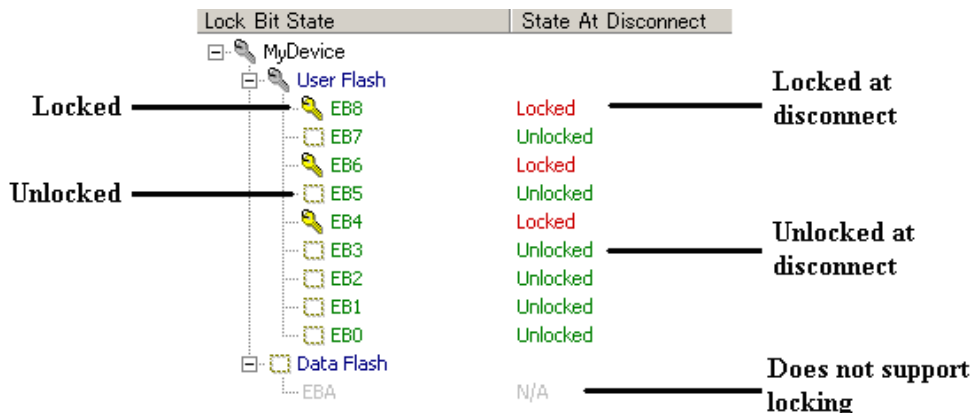 Lock Bit State State At Disconnect
MyDevice
User Flash
Locked EB8 Locked Locked at
disconnect
EB7 Unlocked
EB6 Locked
Unlocked EB5 Unlocked
EB4 Locked
EB3 Unlocked Unlocked at
disconnect
EB2 Unlocked
EB1 Unlocked
EB0 Unlocked
Data Flash
EBA N/A Does not support
locking